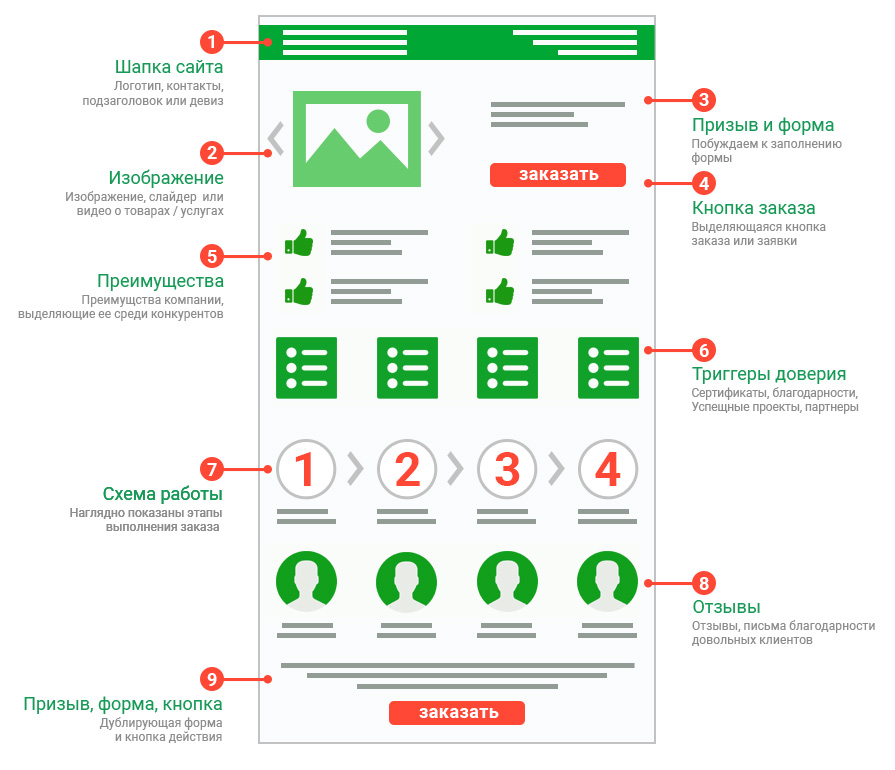 1
Шапка сайта
Логотип, контакты,
подзаголовок или девиз
2
Изображение
Изображение, слайдер или
видео о товарах / услугах
3
Призыв и форма
Побуждаем к заполнению
формы
заказать
4
Кнопка заказа
Выделяющаяся кнопка
заказа или заявки
5
Преимущества
Преимущства компании,
выделяющие ее среди конкурентов
6
Триггеры доверия
Сертификаты, благодарности,
Успещные проекты, партнеры
7
Схема работы
Наглядно показаны этапы
выполнения заказа
1 2 3 4
8
Отзывы
Отзывы, письма благодарности
довольных клиентов
9
Призыв, форма, кнопка
Дублирующая форма
и кнопка действия
заказать